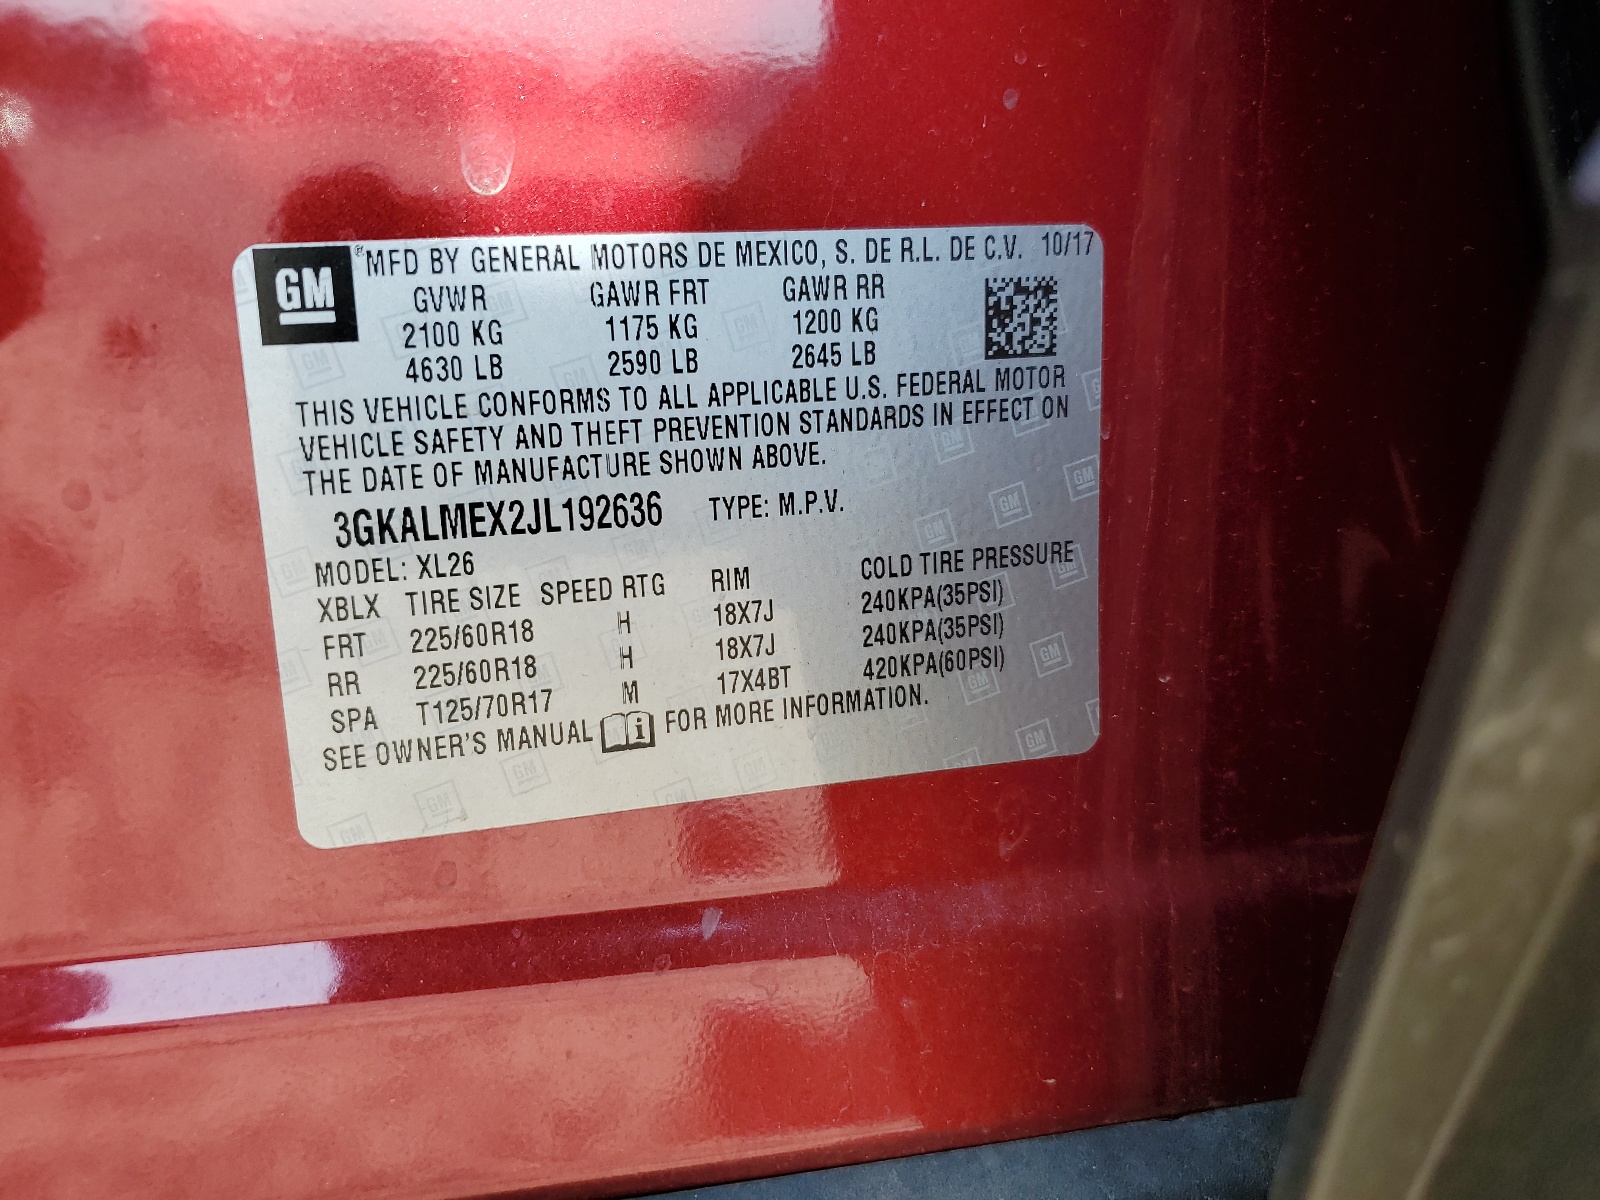 GM ® MFD BY GENERAL MOTORS DE MEXICO, S. DE R.L. DE C.V. 10/17
GVWR GAWR FRT GAWR RR
2100 KG 1175 KG 1200 KG
4630 LB 2590 LB 2645 LB
THIS VEHICLE CONFORMS TO ALL APPLICABLE U.S. FEDERAL MOTOR
VEHICLE SAFETY AND THEFT PREVENTION STANDARDS IN EFFECT ON
THE DATE OF MANUFACTURE SHOWN ABOVE.
3GKALMEX2JL192636 TYPE: M.P.V.
MODEL: XL26
XBLX TIRE SIZE SPEED RTG RIM COLD TIRE PRESSURE
FRT 225/60R18 H 18X7J 240KPA(35PSI)
RR 225/60R18 H 18X7J 240KPA(35PSI)
SPA T125/70R17 M 17X4BT 420KPA(60PSI)
SEE OWNER'S MANUAL FOR MORE INFORMATION.